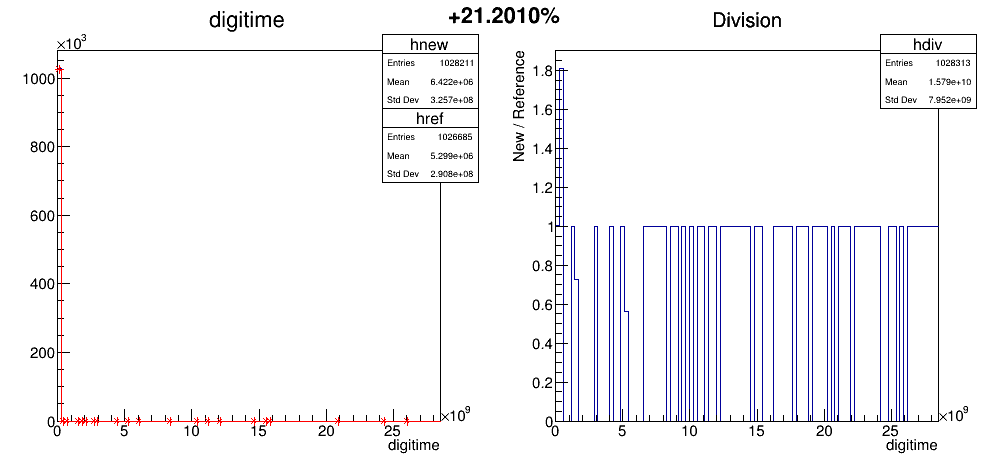 +21.2010%
digitime
×10³
hnew
Entries 1028211
Mean 6.422e+06
Std Dev 3.257e+08
href
Entries 1026685
Mean 5.299e+06
Std Dev 2.908e+08
1000
800
600
400
200
0
0 5 10 15 20 25
×10⁹
digitime
Division
hdiv
Entries 1028313
Mean 1.579e+10
Std Dev 7.952e+09
New / Reference
1.8
1.6
1.4
1.2
1
0.8
0.6
0.4
0.2
0
0 5 10 15 20 25
×10⁹
digitime